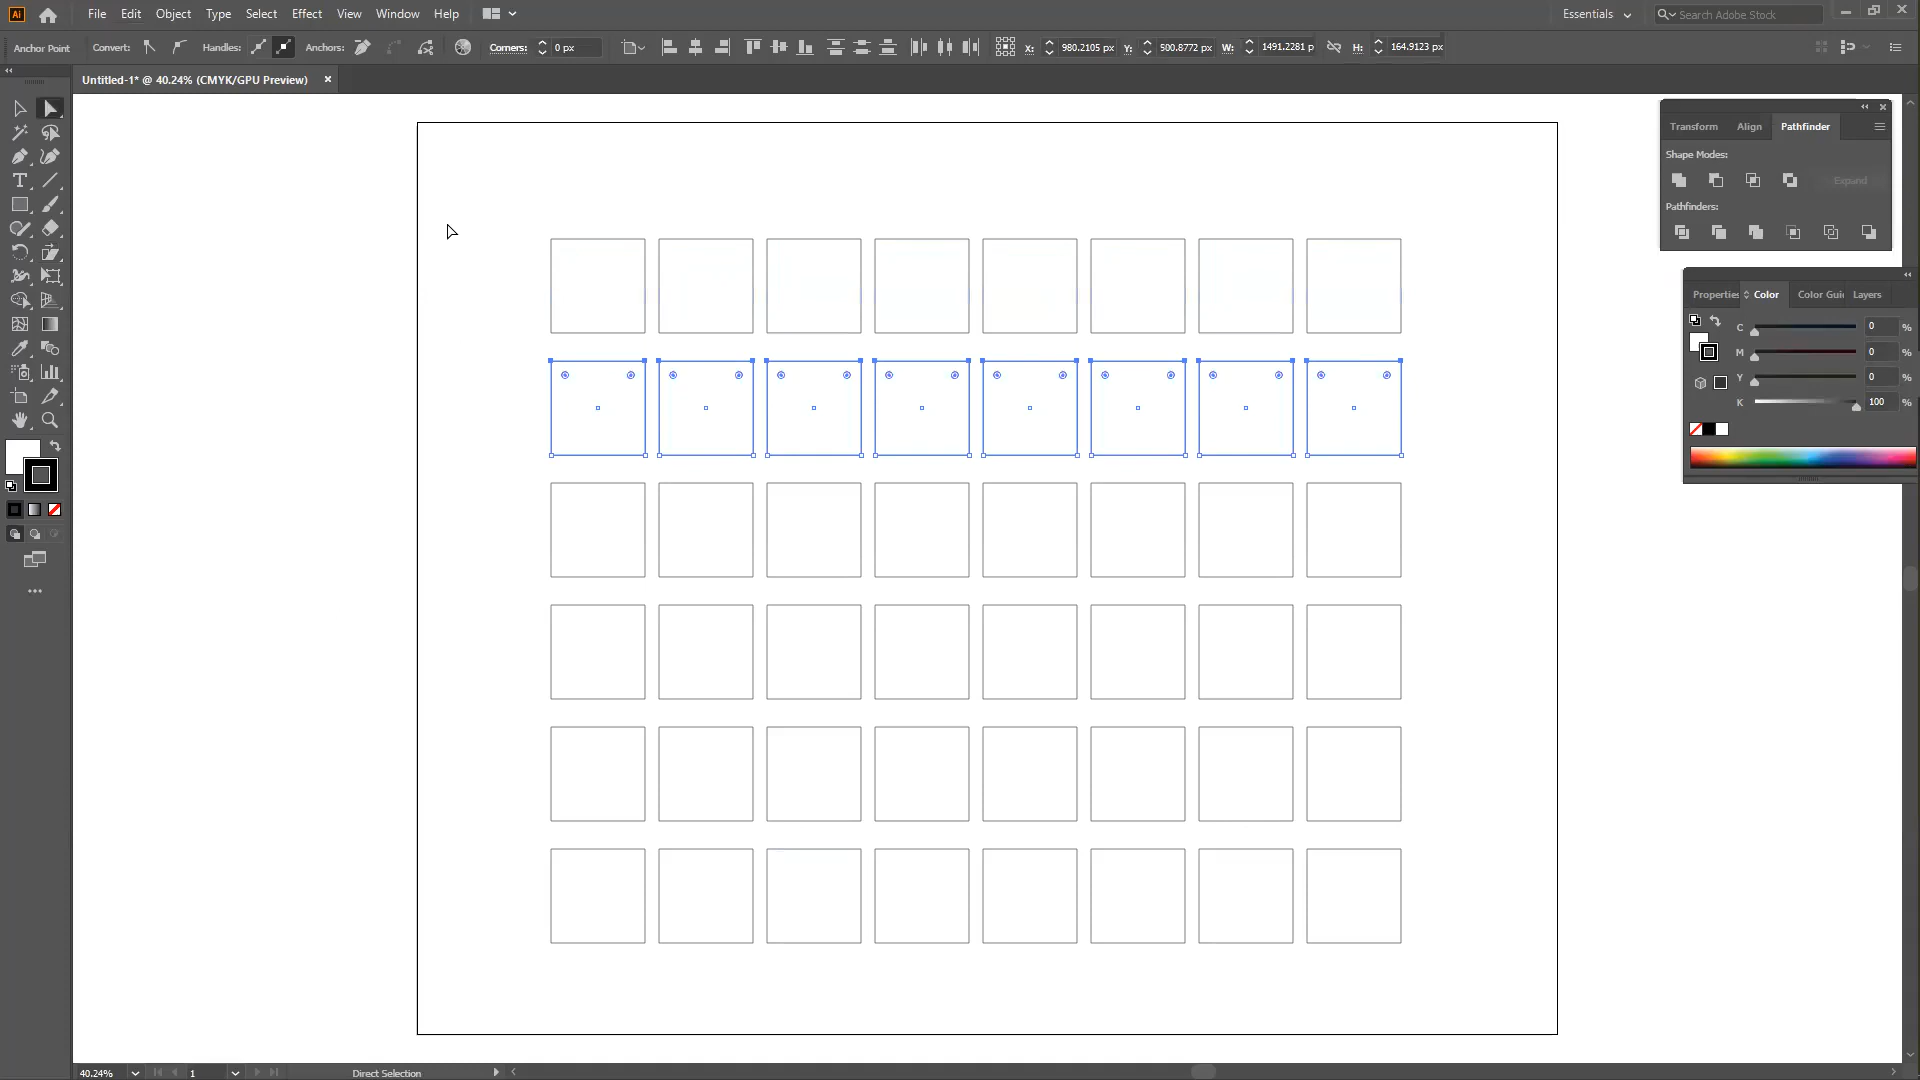 Ai File Edit Object Type Select Effect View Window Help Essentials Search Adobe Stock
Anchor Point Convert: Handles: Anchors: Corners: 0 px X: 980.2105 px Y: 500.8772 px W: 1491.2281 p H: 164.9123 px
Untitled-1* @ 40.24% (CMYK/GPU Preview) ×
Transform Align Pathfinder
Shape Modes:
Expand
Pathfinders:
Properties Color Color Gui Layers
C 0 %
M 0 %
Y 0 %
K 100 %
40.24% 1 Direct Selection